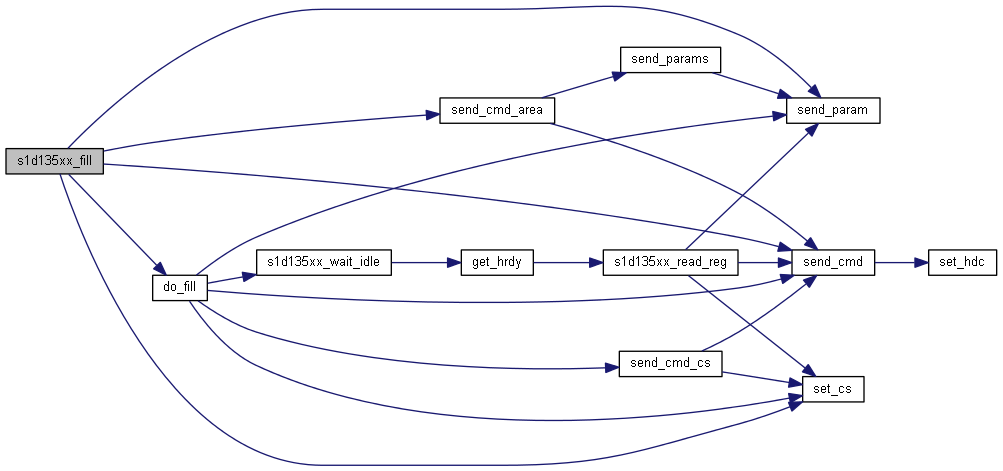 s1d135xx_fill
do_fill
send_cmd_area
s1d135xx_wait_idle
get_hrdy
send_params
s1d135xx_read_reg
send_cmd_cs
send_param
send_cmd
set_cs
set_hdc